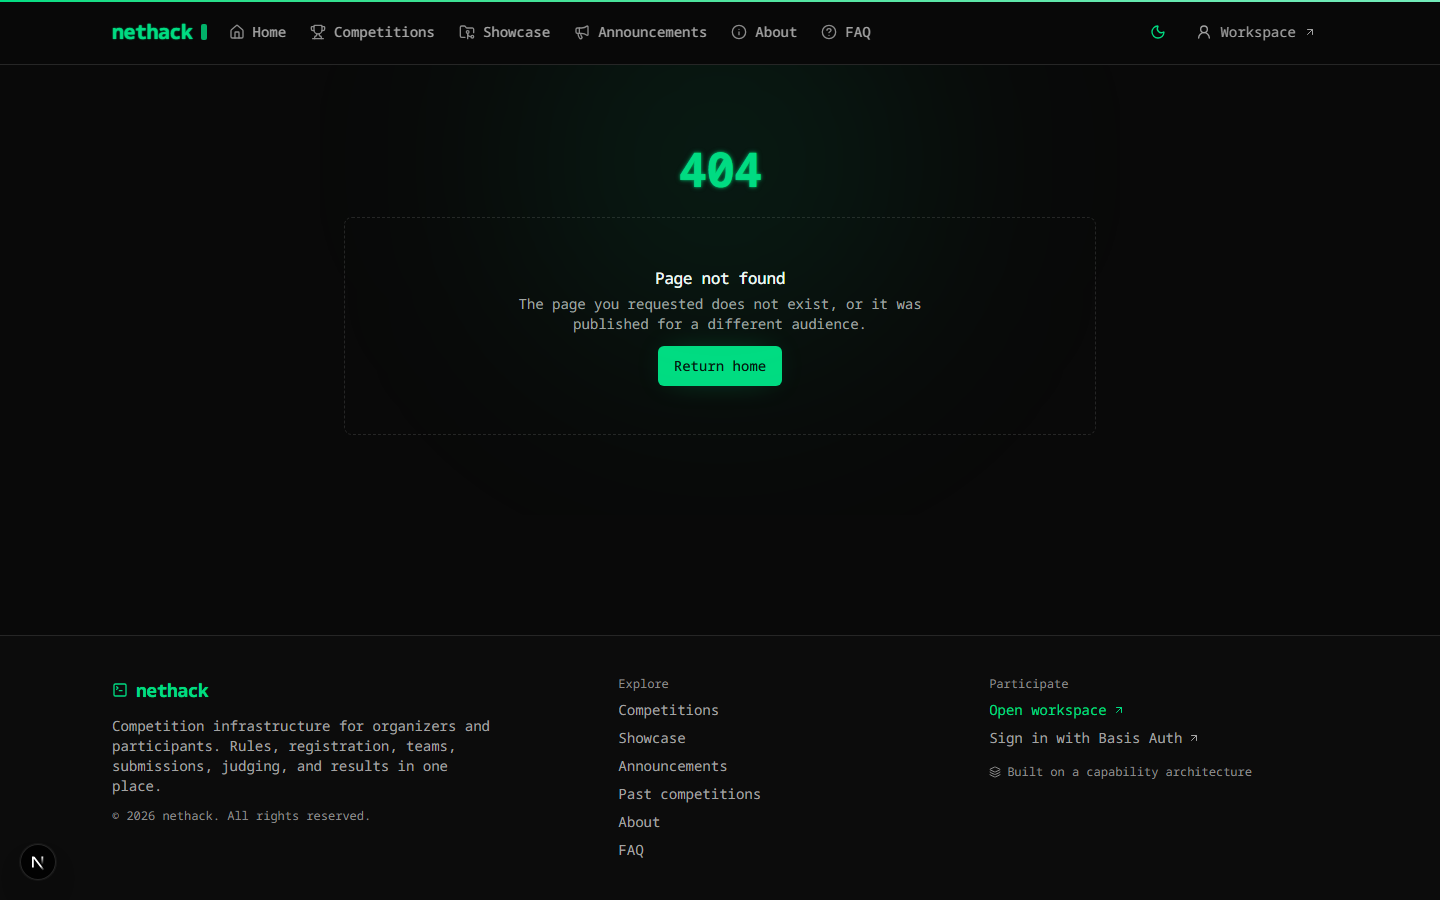 nethack
Home
Competitions
Showcase
Announcements
About
FAQ
Workspace
404
Page not found
The page you requested does not exist, or it was
published for a different audience.
Return home
nethack
Competition infrastructure for organizers and
participants. Rules, registration, teams,
submissions, judging, and results in one
place.
© 2026 nethack. All rights reserved.
Explore
Competitions
Showcase
Announcements
Past competitions
About
FAQ
Participate
Open workspace
Sign in with Basis Auth
Built on a capability architecture
N